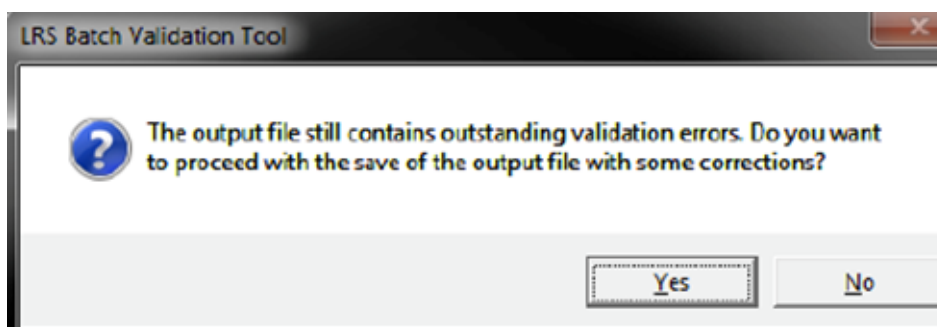 LRS Batch Validation Tool
The output file still contains outstanding validation errors. Do you want
to proceed with the save of the output file with some corrections?
Yes
No